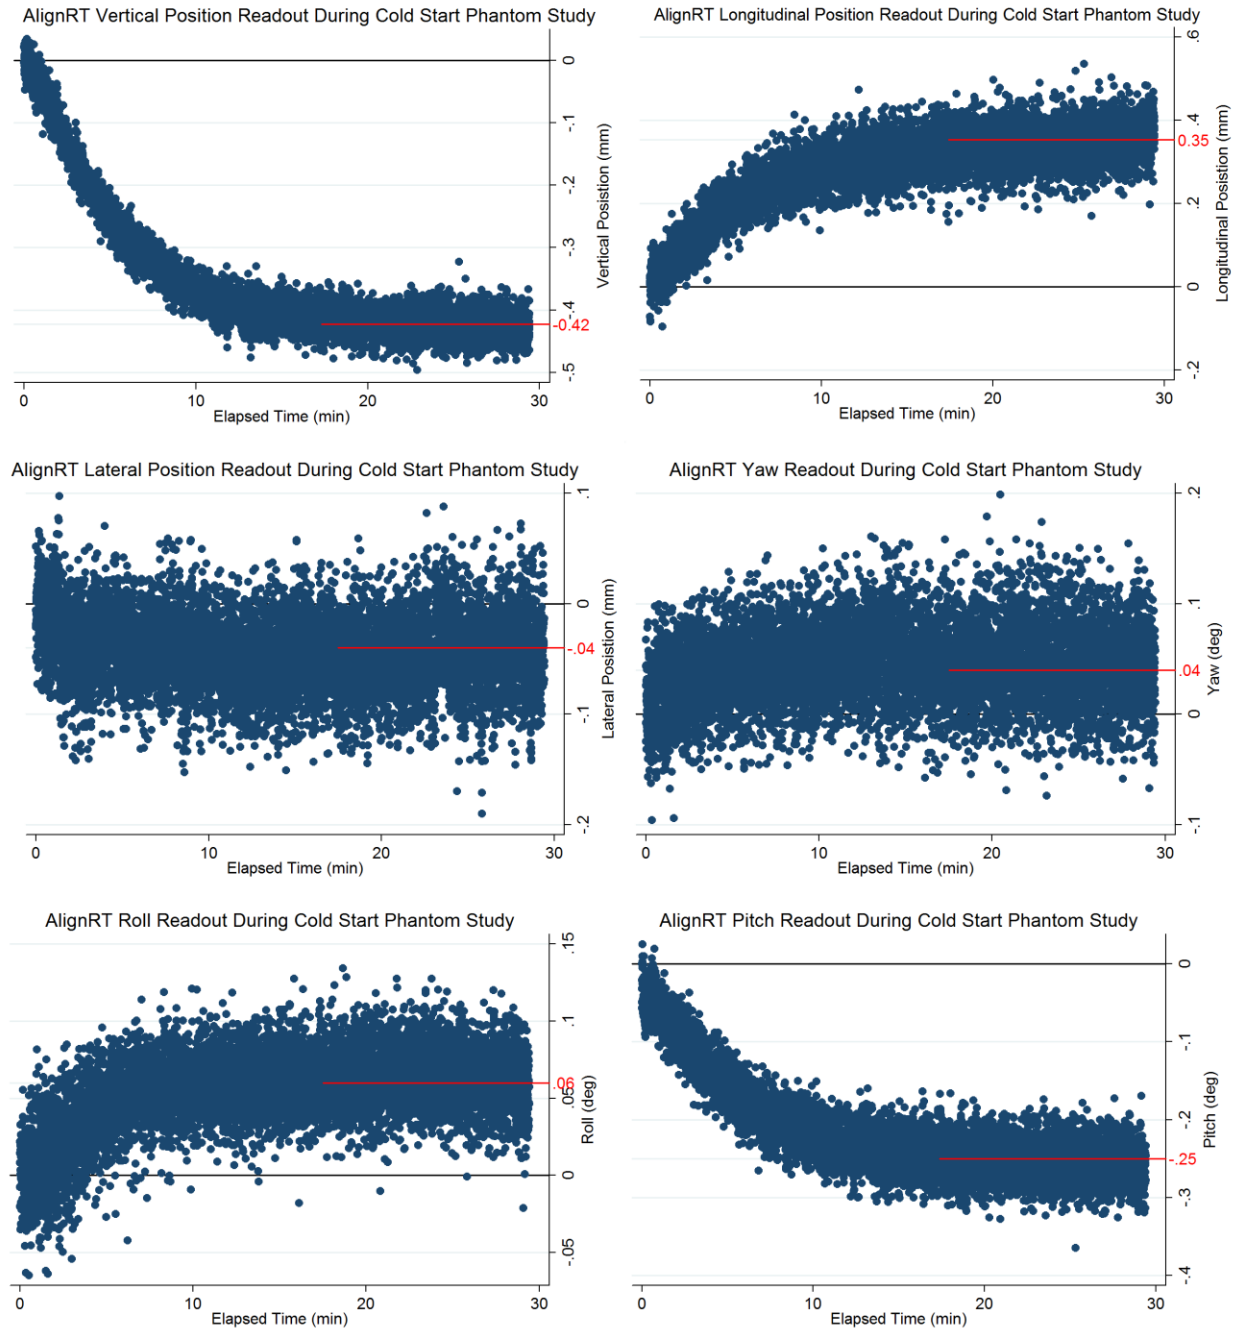 AlignRT Vertical Position Readout During Cold Start Phantom Study
0
-.1
-.2
-.3
-.4
-.5
-0.42
Vertical Posistion (mm)
0 10 20 30
Elapsed Time (min)
AlignRT Longitudinal Position Readout During Cold Start Phantom Study
.6
.4
0.35
.2
0
-.2
Longitudinal Posistion (mm)
0 10 20 30
Elapsed Time (min)
AlignRT Lateral Position Readout During Cold Start Phantom Study
.1
0
-.04
-.1
-.2
Lateral Posistion (mm)
0 10 20 30
Elapsed Time (min)
AlignRT Yaw Readout During Cold Start Phantom Study
.2
.1
.04
0
-.1
Yaw (deg)
0 10 20 30
Elapsed Time (min)
AlignRT Roll Readout During Cold Start Phantom Study
.15
.1
.06
.05
0
-.05
Roll (deg)
0 10 20 30
Elapsed Time (min)
AlignRT Pitch Readout During Cold Start Phantom Study
0
-.1
-.2
-.25
-.3
-.4
Pitch (deg)
0 10 20 30
Elapsed Time (min)